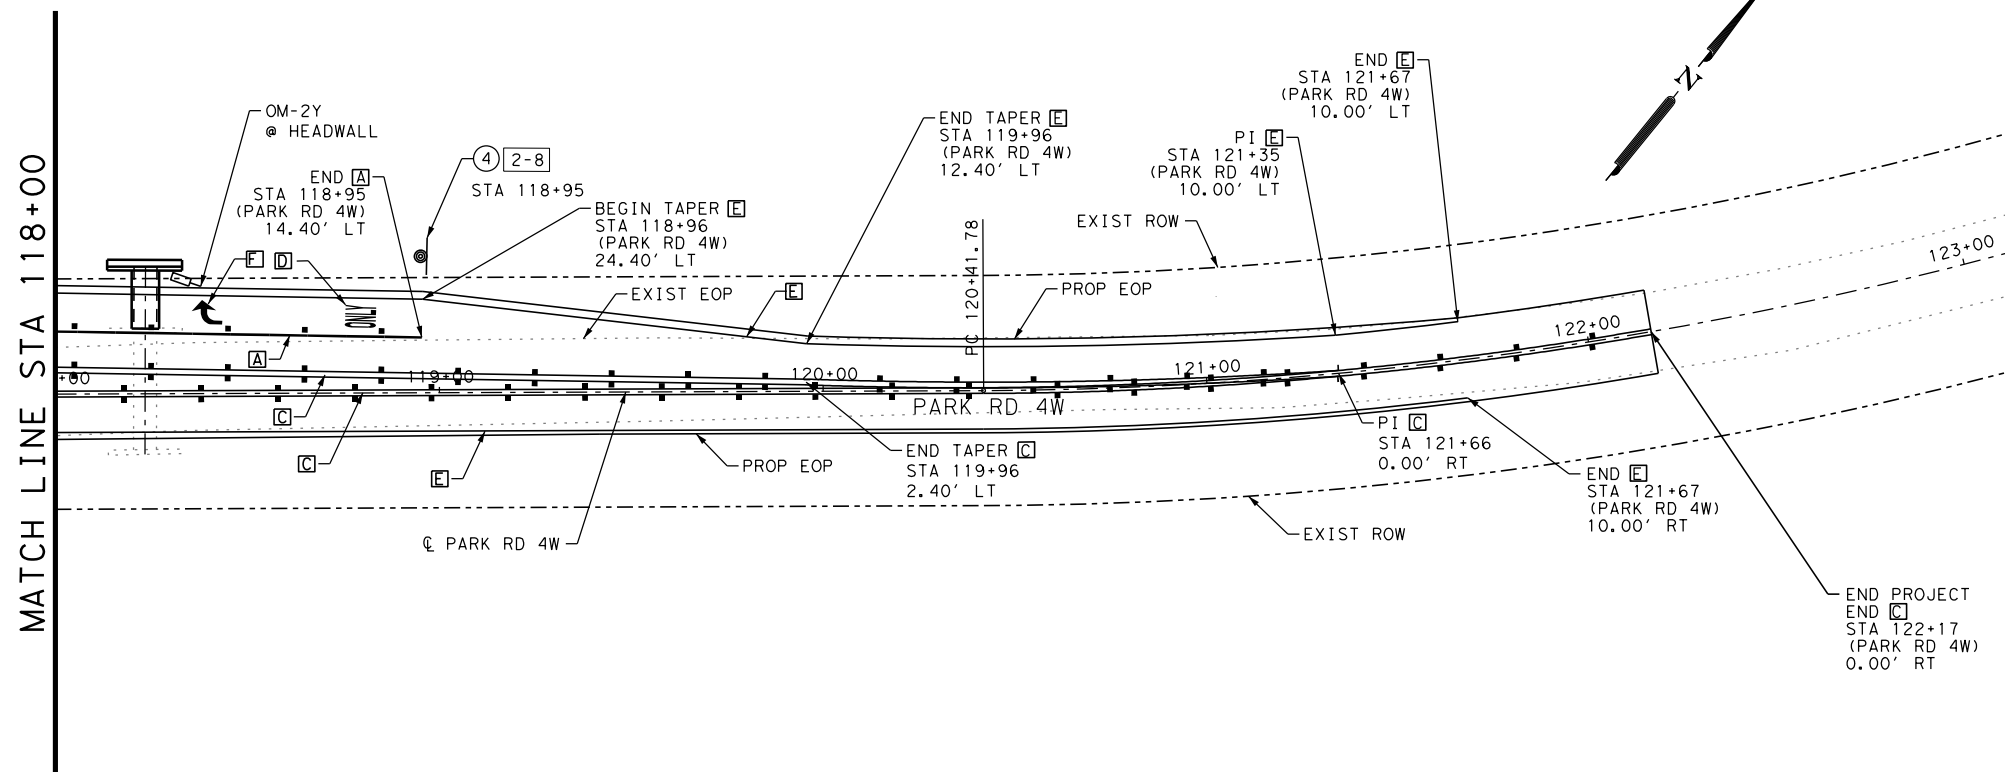 MATCH LINE STA 118+00
OM-2Y
@ HEADWALL
END A
STA 118+95
(PARK RD 4W)
14.40' LT
F
D
4 2-8
STA 118+95
BEGIN TAPER E
STA 118+96
(PARK RD 4W)
24.40' LT
EXIST EOP
E
END TAPER E
STA 119+96
(PARK RD 4W)
12.40' LT
PC 120+41.78
PROP EOP
EXIST ROW
PI E
STA 121+35
(PARK RD 4W)
10.00' LT
END E
STA 121+67
(PARK RD 4W)
10.00' LT
N
A
+00
119+00
120+00
121+00
122+00
123+00
C
C
E
PARK RD 4W
PROP EOP
END TAPER C
STA 119+96
2.40' LT
PI C
STA 121+66
0.00' RT
END E
STA 121+67
(PARK RD 4W)
10.00' RT
EXIST ROW
℄ PARK RD 4W
END PROJECT
END C
STA 122+17
(PARK RD 4W)
0.00' RT